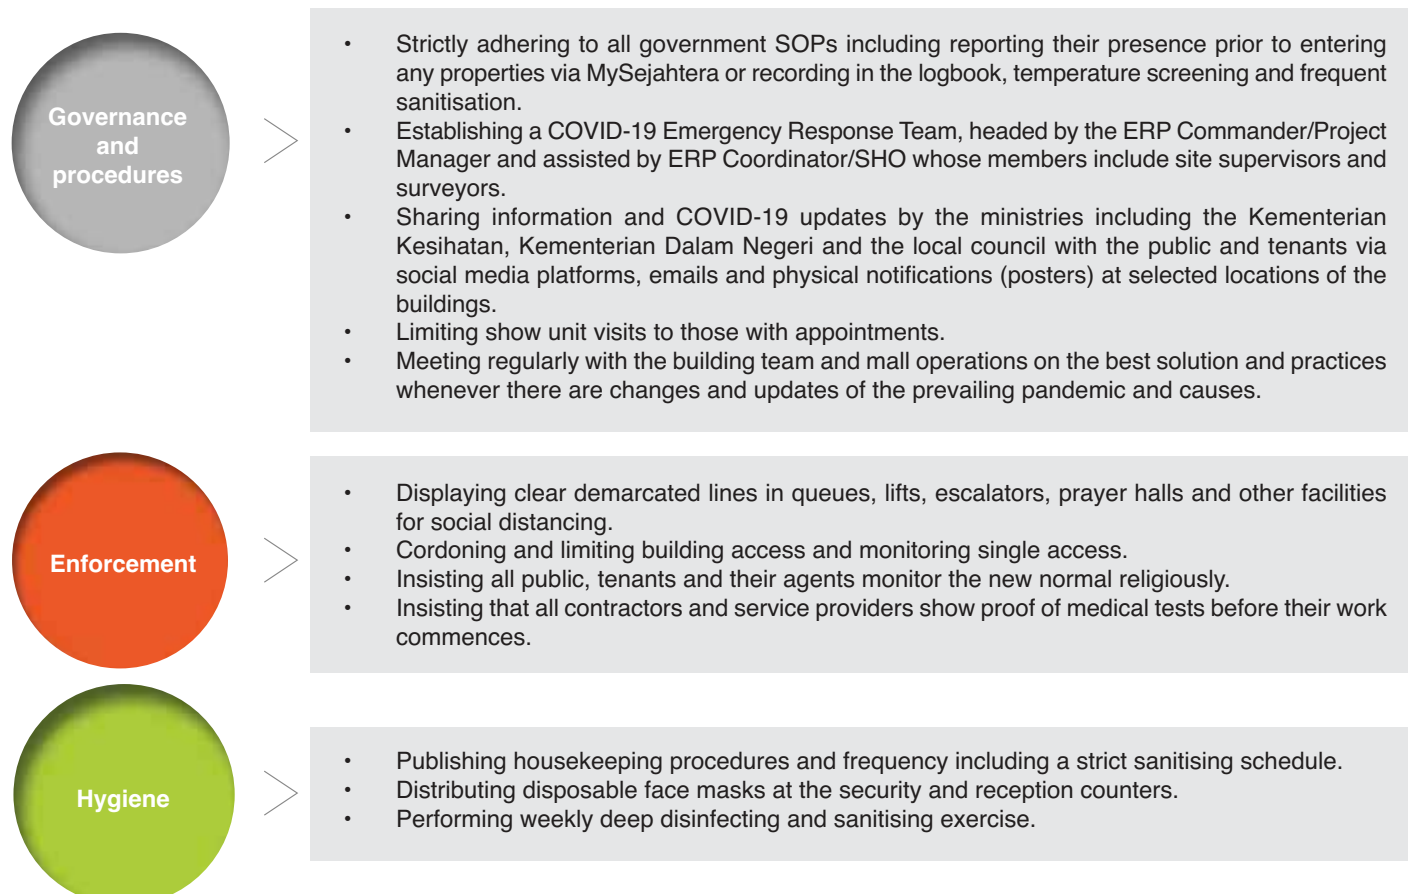 Governance
and
procedures
• Strictly adhering to all government SOPs including reporting their presence prior to entering
any properties via MySejahtera or recording in the logbook, temperature screening and frequent
sanitisation.
• Establishing a COVID-19 Emergency Response Team, headed by the ERP Commander/Project
Manager and assisted by ERP Coordinator/SHO whose members include site supervisors and
surveyors.
• Sharing information and COVID-19 updates by the ministries including the Kementerian
Kesihatan, Kementerian Dalam Negeri and the local council with the public and tenants via
social media platforms, emails and physical notifications (posters) at selected locations of the
buildings.
• Limiting show unit visits to those with appointments.
• Meeting regularly with the building team and mall operations on the best solution and practices
whenever there are changes and updates of the prevailing pandemic and causes.
Enforcement
• Displaying clear demarcated lines in queues, lifts, escalators, prayer halls and other facilities
for social distancing.
• Cordoning and limiting building access and monitoring single access.
• Insisting all public, tenants and their agents monitor the new normal religiously.
• Insisting that all contractors and service providers show proof of medical tests before their work
commences.
Hygiene
• Publishing housekeeping procedures and frequency including a strict sanitising schedule.
• Distributing disposable face masks at the security and reception counters.
• Performing weekly deep disinfecting and sanitising exercise.